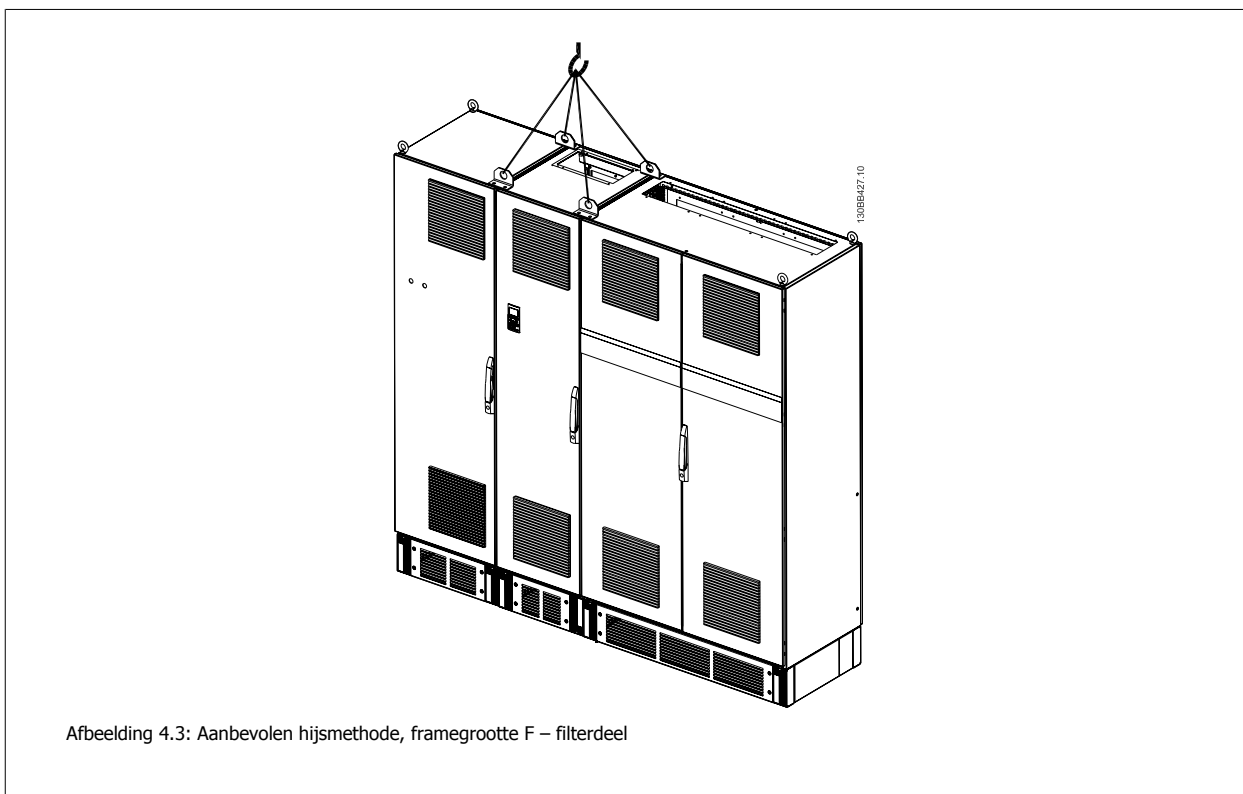 130BB427.10
Afbeelding 4.3: Aanbevolen hijsmethode, framegrootte F – filterdeel